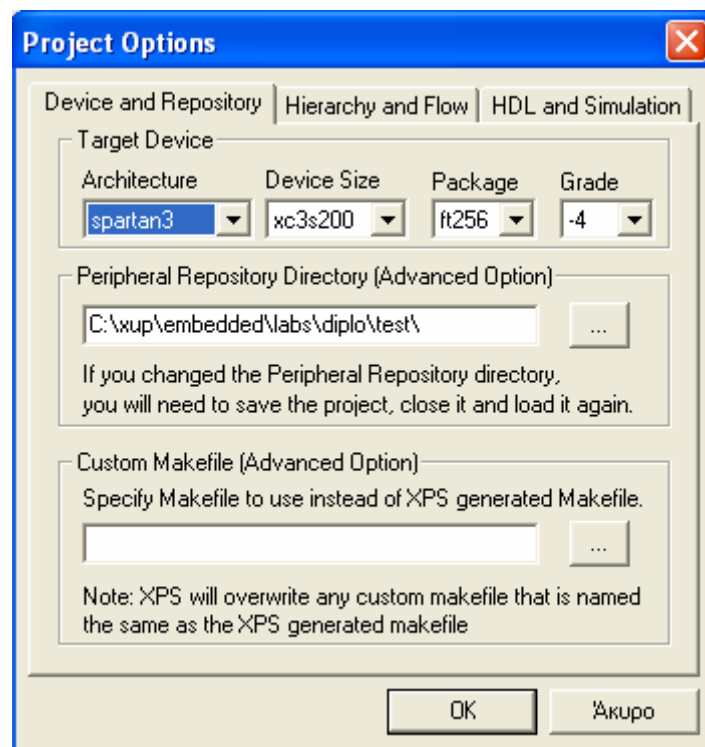 Project Options
Device and Repository Hierarchy and Flow HDL and Simulation
Target Device
Architecture Device Size Package Grade
spartan3 xc3s200 ft256 -4
Peripheral Repository Directory (Advanced Option)
C:\xup\embedded\labs\diplo\test\ ...
If you changed the Peripheral Repository directory,
you will need to save the project, close it and load it again.
Custom Makefile (Advanced Option)
Specify Makefile to use instead of XPS generated Makefile.
...
Note: XPS will overwrite any custom makefile that is named
the same as the XPS generated makefile
OK Άκυρο